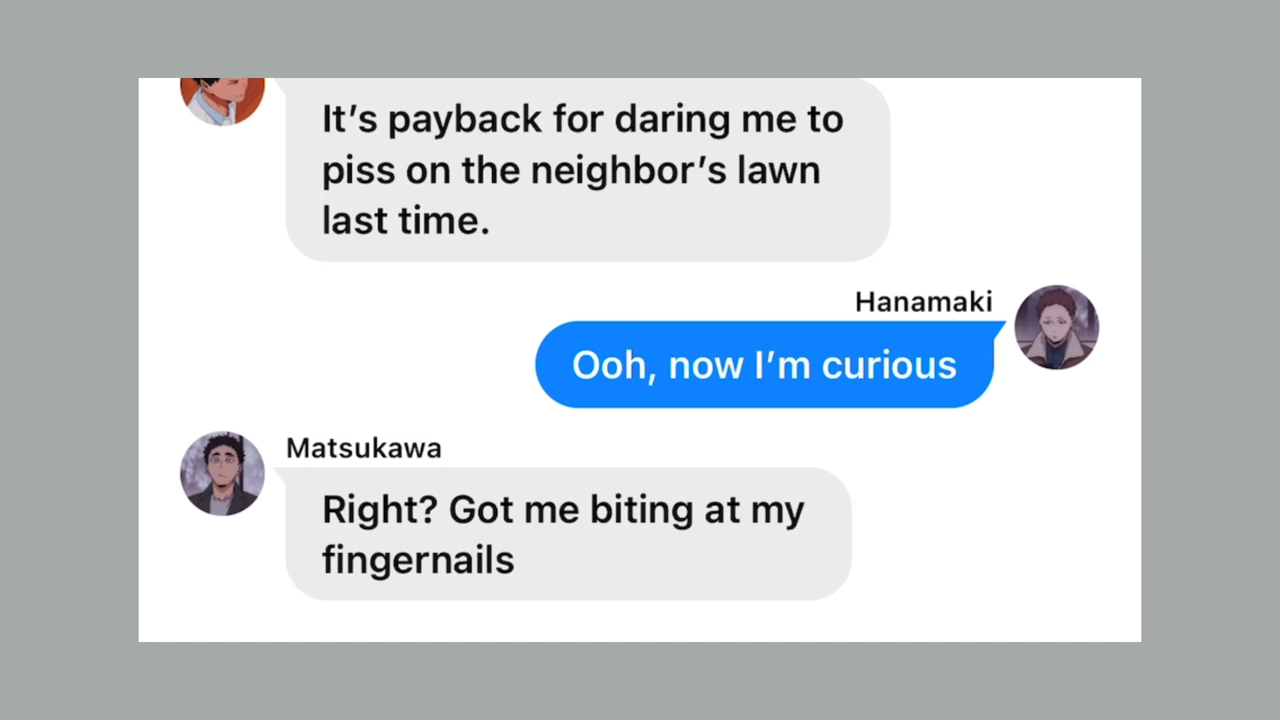 It’s payback for daring me to
piss on the neighbor’s lawn
last time.
Hanamaki
Ooh, now I’m curious
Matsukawa
Right? Got me biting at my
fingernails